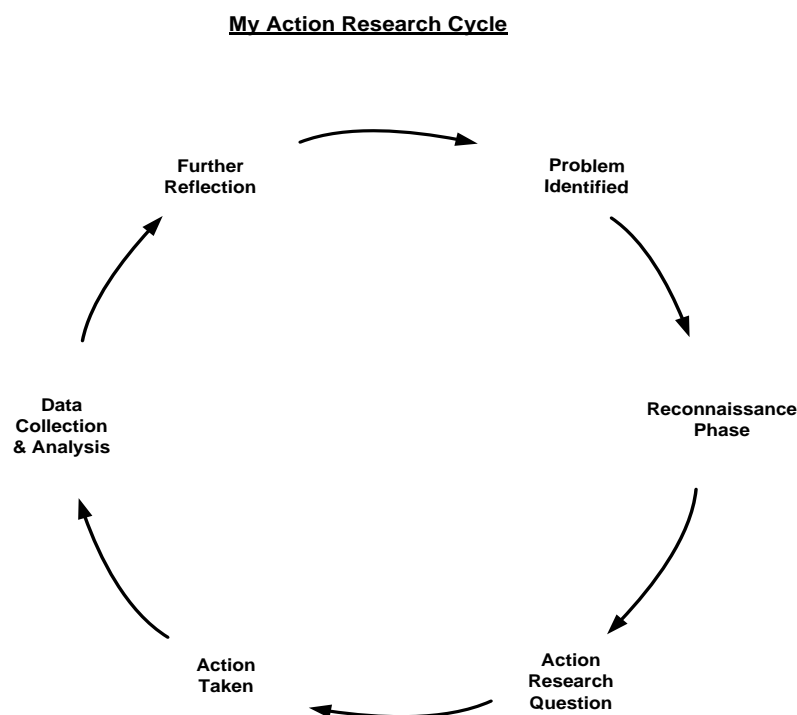 My Action Research Cycle
Further
Reflection
Problem
Identified
Reconnaissance
Phase
Action
Research
Question
Action
Taken
Data
Collection
& Analysis